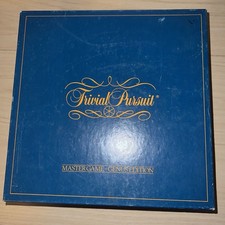 Trivial Pursuit®
MASTER GAME - GENUS EDITION